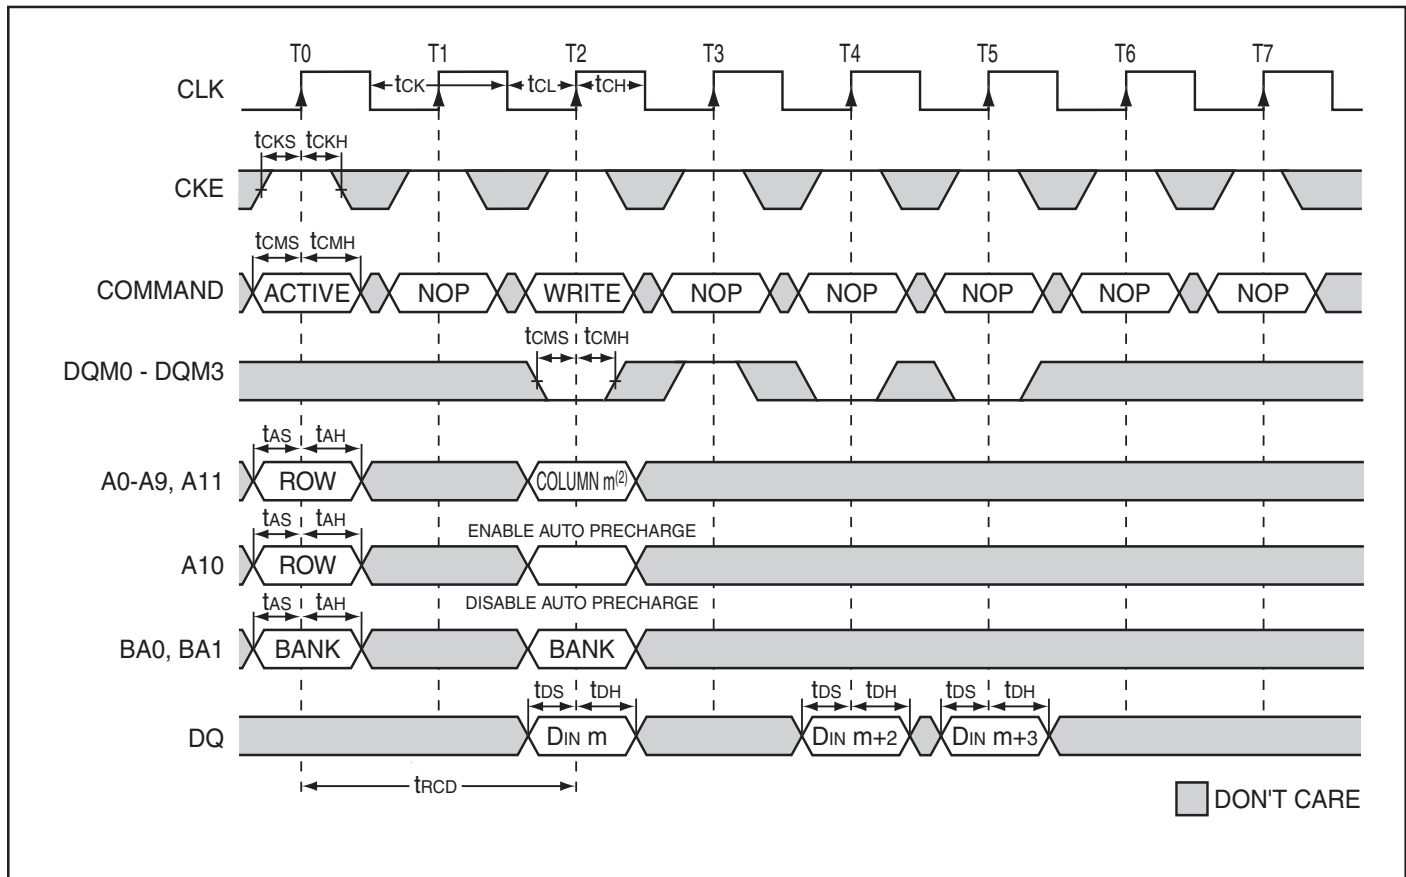 T0 T1 T2 T3 T4 T5 T6 T7
CLK tCK tCL tCH
tCKS tCKH
CKE
tCMS tCMH
COMMAND ACTIVE NOP WRITE NOP NOP NOP NOP NOP
tCMS tCMH
DQM0 - DQM3
tAS tAH
A0-A9, A11 ROW COLUMN m(2)
tAS tAH ENABLE AUTO PRECHARGE
A10 ROW
tAS tAH DISABLE AUTO PRECHARGE
BA0, BA1 BANK BANK
tDS tDH tDS tDH tDS tDH
DQ DIN m DIN m+2 DIN m+3
tRCD
DON'T CARE